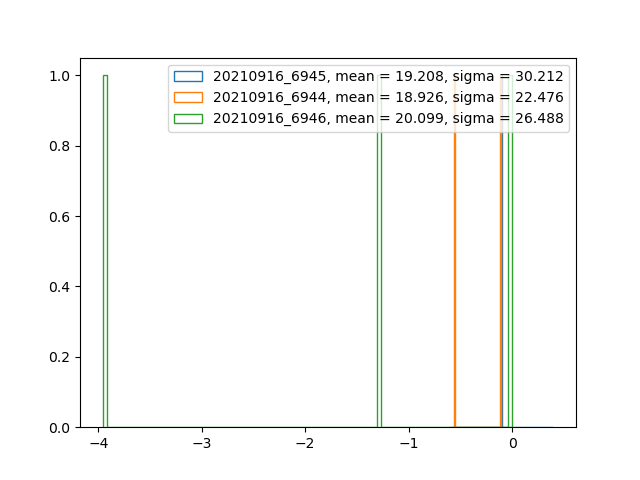 1.0
0.8
0.6
0.4
0.2
0.0
20210916_6945, mean = 19.208, sigma = 30.212
20210916_6944, mean = 18.926, sigma = 22.476
20210916_6946, mean = 20.099, sigma = 26.488
−4 −3 −2 −1 0